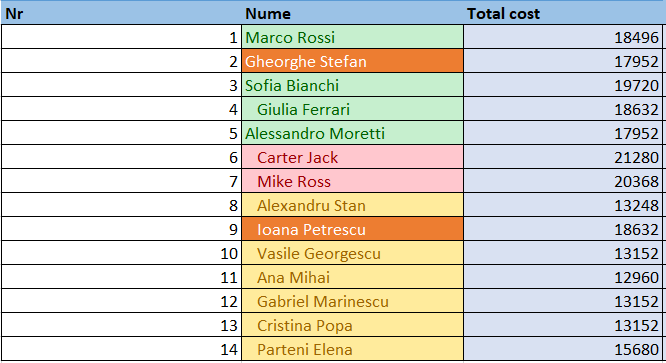 Nr Nume Total cost
1 Marco Rossi 18496
2 Gheorghe Stefan 17952
3 Sofia Bianchi 19720
4 Giulia Ferrari 18632
5 Alessandro Moretti 17952
6 Carter Jack 21280
7 Mike Ross 20368
8 Alexandru Stan 13248
9 Ioana Petrescu 18632
10 Vasile Georgescu 13152
11 Ana Mihai 12960
12 Gabriel Marinescu 13152
13 Cristina Popa 13152
14 Parteni Elena 15680